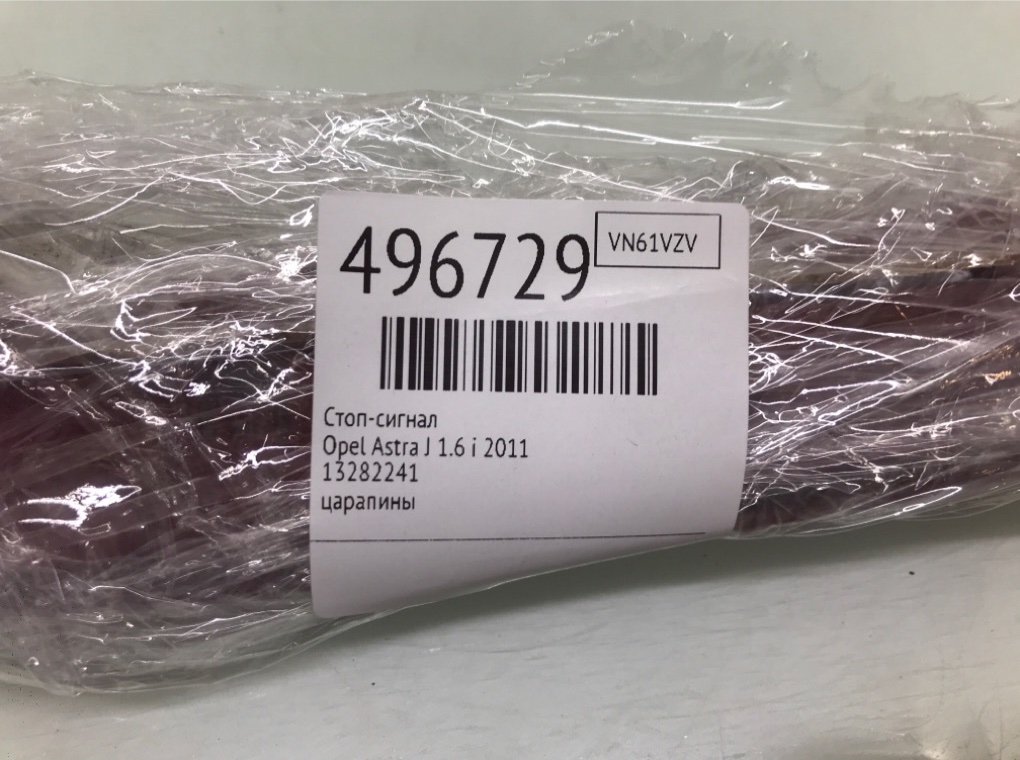 496729
VN61VZV
Стоп-сигнал
Opel Astra J 1.6 i 2011
13282241
царапины